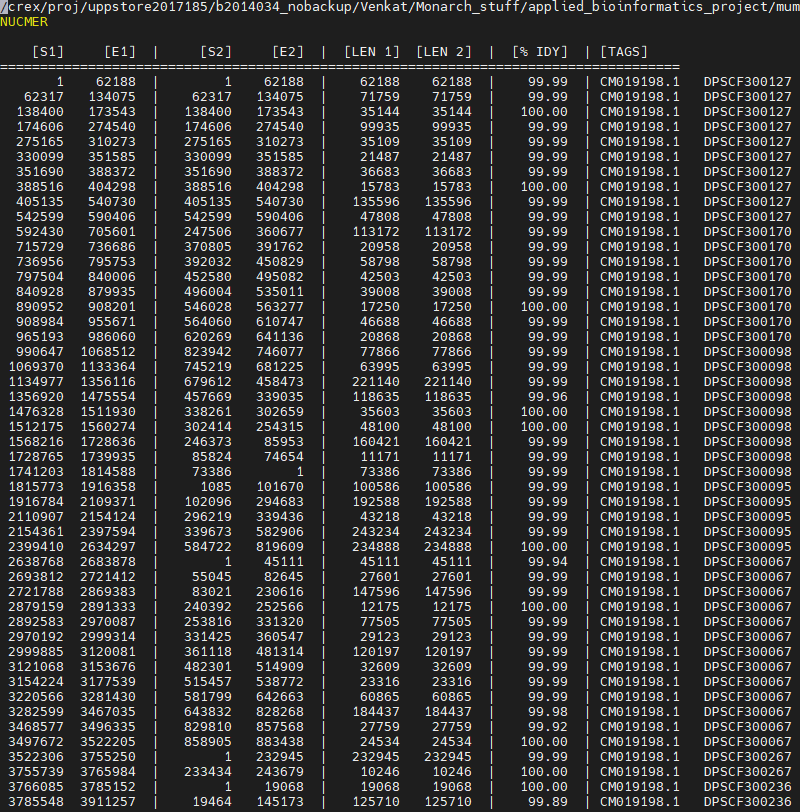 /crex/proj/uppstore2017185/b2014034_nobackup/Venkat/Monarch_stuff/applied_bioinformatics_project/mum
NUCMER
[S1] [E1] | [S2] [E2] | [LEN 1] [LEN 2] | [% IDY] | [TAGS]
=====================================================================================
1 62188 | 1 62188 | 62188 62188 | 99.99 | CM019198.1 DPSCF300127
62317 134075 | 62317 134075 | 71759 71759 | 99.99 | CM019198.1 DPSCF300127
138400 173543 | 138400 173543 | 35144 35144 | 100.00 | CM019198.1 DPSCF300127
174606 274540 | 174606 274540 | 99935 99935 | 99.99 | CM019198.1 DPSCF300127
275165 310273 | 275165 310273 | 35109 35109 | 99.99 | CM019198.1 DPSCF300127
330099 351585 | 330099 351585 | 21487 21487 | 99.99 | CM019198.1 DPSCF300127
351690 388372 | 351690 388372 | 36683 36683 | 99.99 | CM019198.1 DPSCF300127
388516 404298 | 388516 404298 | 15783 15783 | 100.00 | CM019198.1 DPSCF300127
405135 540730 | 405135 540730 | 135596 135596 | 99.99 | CM019198.1 DPSCF300127
542599 590406 | 542599 590406 | 47808 47808 | 99.99 | CM019198.1 DPSCF300127
592430 705601 | 247506 360677 | 113172 113172 | 99.99 | CM019198.1 DPSCF300170
715729 736686 | 370805 391762 | 20958 20958 | 99.99 | CM019198.1 DPSCF300170
736956 795753 | 392032 450829 | 58798 58798 | 99.99 | CM019198.1 DPSCF300170
797504 840006 | 452580 495082 | 42503 42503 | 99.99 | CM019198.1 DPSCF300170
840928 879935 | 496004 535011 | 39008 39008 | 99.99 | CM019198.1 DPSCF300170
890952 908201 | 546028 563277 | 17250 17250 | 100.00 | CM019198.1 DPSCF300170
908984 955671 | 564060 610747 | 46688 46688 | 99.99 | CM019198.1 DPSCF300170
965193 986060 | 620269 641136 | 20868 20868 | 99.99 | CM019198.1 DPSCF300170
990647 1068512 | 823942 746077 | 77866 77866 | 99.99 | CM019198.1 DPSCF300098
1069370 1133364 | 745219 681225 | 63995 63995 | 99.99 | CM019198.1 DPSCF300098
1134977 1356116 | 679612 458473 | 221140 221140 | 99.99 | CM019198.1 DPSCF300098
1356920 1475554 | 457669 339035 | 118635 118635 | 99.96 | CM019198.1 DPSCF300098
1476328 1511930 | 338261 302659 | 35603 35603 | 100.00 | CM019198.1 DPSCF300098
1512175 1560274 | 302414 254315 | 48100 48100 | 100.00 | CM019198.1 DPSCF300098
1568216 1728636 | 246373 85953 | 160421 160421 | 99.99 | CM019198.1 DPSCF300098
1728765 1739935 | 85824 74654 | 11171 11171 | 99.99 | CM019198.1 DPSCF300098
1741203 1814588 | 73386 1 | 73386 73386 | 99.99 | CM019198.1 DPSCF300098
1815773 1916358 | 1085 101670 | 100586 100586 | 99.99 | CM019198.1 DPSCF300095
1916784 2109371 | 102096 294683 | 192588 192588 | 99.99 | CM019198.1 DPSCF300095
2110907 2154124 | 296219 339436 | 43218 43218 | 99.99 | CM019198.1 DPSCF300095
2154361 2397594 | 339673 582906 | 243234 243234 | 99.99 | CM019198.1 DPSCF300095
2399410 2634297 | 584722 819609 | 234888 234888 | 100.00 | CM019198.1 DPSCF300095
2638768 2683878 | 1 45111 | 45111 45111 | 99.94 | CM019198.1 DPSCF300067
2693812 2721412 | 55045 82645 | 27601 27601 | 99.99 | CM019198.1 DPSCF300067
2721788 2869383 | 83021 230616 | 147596 147596 | 99.99 | CM019198.1 DPSCF300067
2879159 2891333 | 240392 252566 | 12175 12175 | 100.00 | CM019198.1 DPSCF300067
2892583 2970087 | 253816 331320 | 77505 77505 | 99.99 | CM019198.1 DPSCF300067
2970192 2999314 | 331425 360547 | 29123 29123 | 99.99 | CM019198.1 DPSCF300067
2999885 3120081 | 361118 481314 | 120197 120197 | 99.99 | CM019198.1 DPSCF300067
3121068 3153676 | 482301 514909 | 32609 32609 | 99.99 | CM019198.1 DPSCF300067
3154224 3177539 | 515457 538772 | 23316 23316 | 99.99 | CM019198.1 DPSCF300067
3220566 3281430 | 581799 642663 | 60865 60865 | 99.99 | CM019198.1 DPSCF300067
3282599 3467035 | 643832 828268 | 184437 184437 | 99.98 | CM019198.1 DPSCF300067
3468577 3496335 | 829810 857568 | 27759 27759 | 99.92 | CM019198.1 DPSCF300067
3497672 3522205 | 858905 883438 | 24534 24534 | 100.00 | CM019198.1 DPSCF300067
3522306 3755250 | 1 232945 | 232945 232945 | 99.99 | CM019198.1 DPSCF300267
3755739 3765984 | 233434 243679 | 10246 10246 | 100.00 | CM019198.1 DPSCF300267
3766085 3785152 | 1 19068 | 19068 19068 | 100.00 | CM019198.1 DPSCF300236
3785548 3911257 | 19464 145173 | 125710 125710 | 99.89 | CM019198.1 DPSCF300236